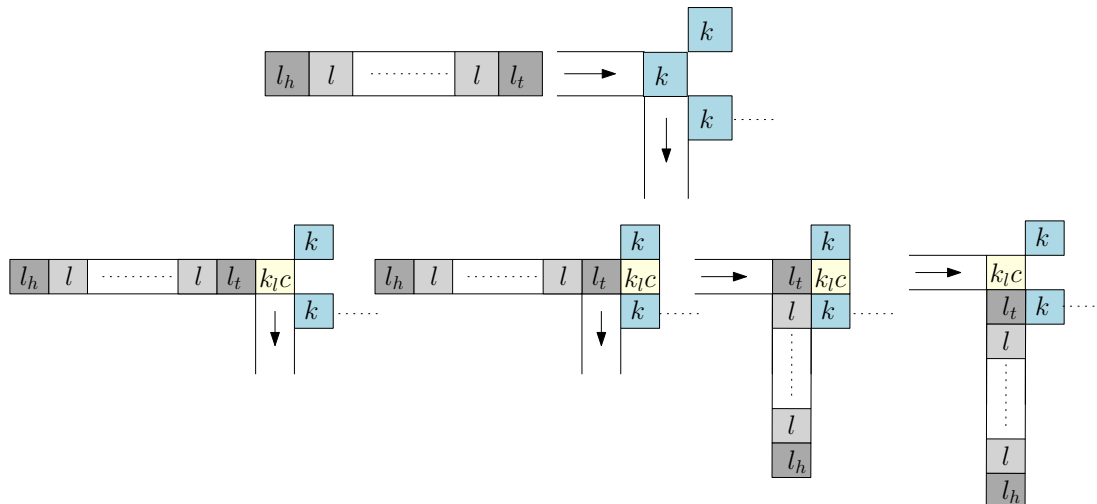 k
l_h l l l_t k
k
k k k k
l_h l l l_t k_lc l_h l l l_t k_lc l_t k_lc k_lc
k k l k l_t k
l
l l
l_h l_h